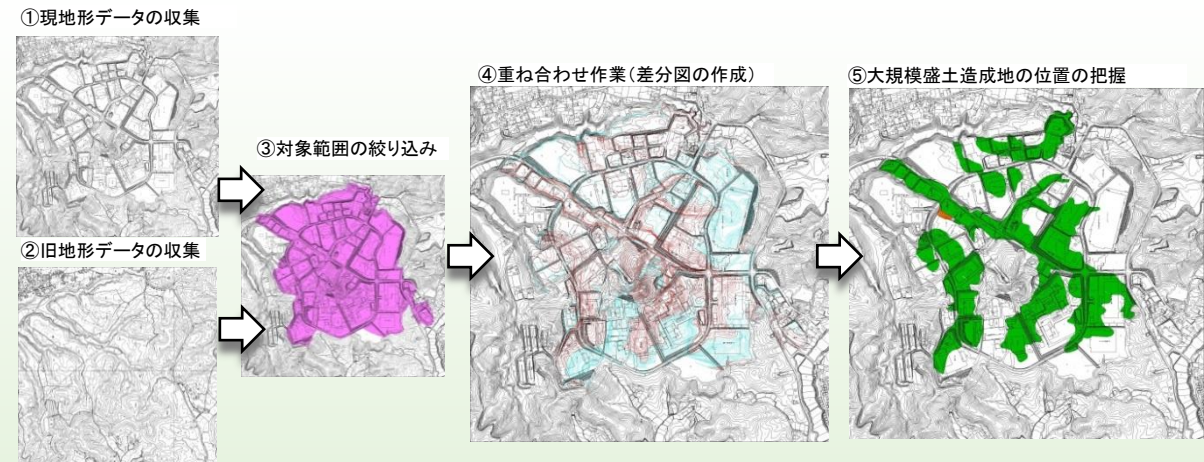 ①現地形データの収集
②旧地形データの収集
③対象範囲の絞り込み
④重ね合わせ作業(差分図の作成)
⑤大規模盛土造成地の位置の把握